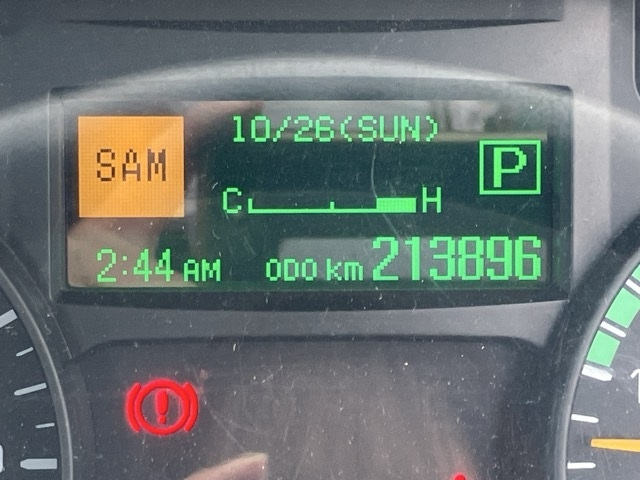 10/26(SUN)
SAM
P
C H
2:44 AM ODO km 213896